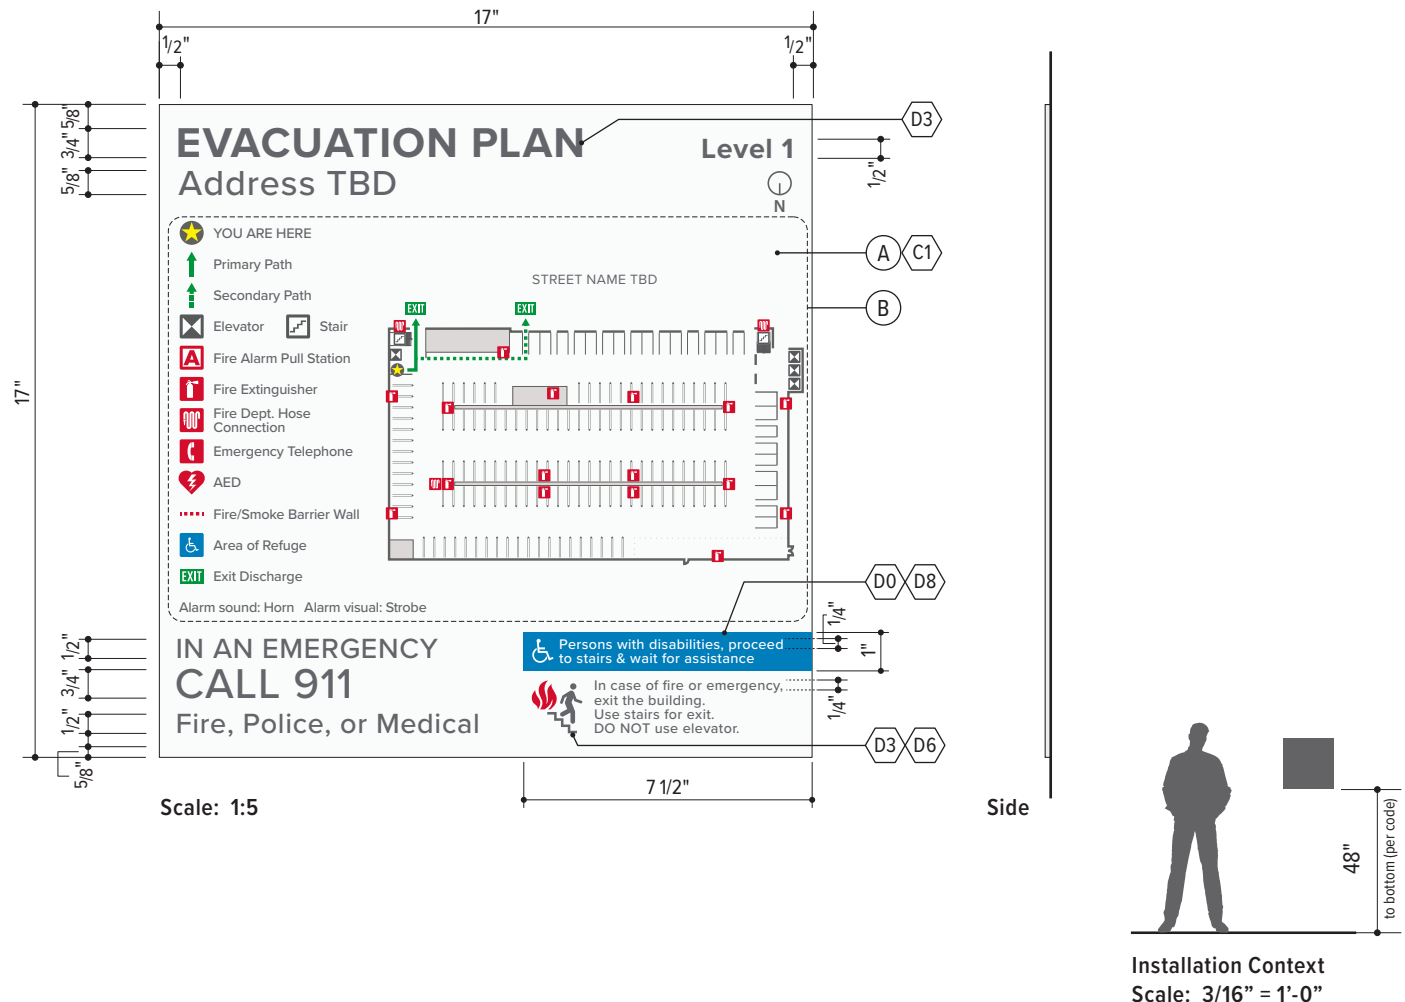 17"
1/2"
1/2"
17"
5/8"
3/4"
5/8"
EVACUATION PLAN
Address TBD
Level 1
N
D3
1/2"
YOU ARE HERE
Primary Path
Secondary Path
Elevator
Stair
A
Fire Alarm Pull Station
Fire Extinguisher
Fire Dept. Hose
Connection
Emergency Telephone
AED
Fire/Smoke Barrier Wall
Area of Refuge
EXIT
Exit Discharge
Alarm sound: Horn   Alarm visual: Strobe
STREET NAME TBD
EXIT
EXIT
A
C1
B
D0
D8
1/2"
3/4"
1/2"
5/8"
IN AN EMERGENCY
CALL 911
Fire, Police, or Medical
Persons with disabilities, proceed
to stairs & wait for assistance
In case of fire or emergency,
exit the building.
Use stairs for exit.
DO NOT use elevator.
1/4"
1"
1/4"
D3
D6
7 1/2"
Scale: 1:5
Side
48"
to bottom (per code)
Installation Context
Scale: 3/16” = 1’-0”